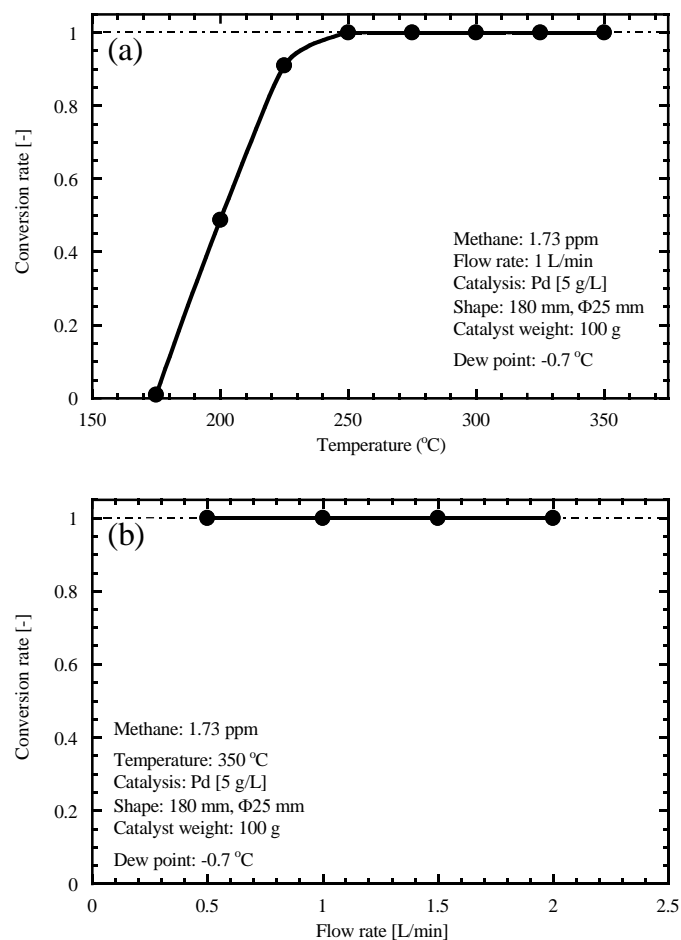 (a)
Conversion rate [-]
1
0.8
0.6
0.4
0.2
0
Methane: 1.73 ppm
Flow rate: 1 L/min
Catalysis: Pd [5 g/L]
Shape: 180 mm, Φ25 mm
Catalyst weight: 100 g
Dew point: -0.7 °C
150 200 250 300 350
Temperature (°C)
(b)
Conversion rate [-]
1
0.8
0.6
0.4
0.2
0
Methane: 1.73 ppm
Temperature: 350 °C
Catalysis: Pd [5 g/L]
Shape: 180 mm, Φ25 mm
Catalyst weight: 100 g
Dew point: -0.7 °C
0 0.5 1 1.5 2 2.5
Flow rate [L/min]